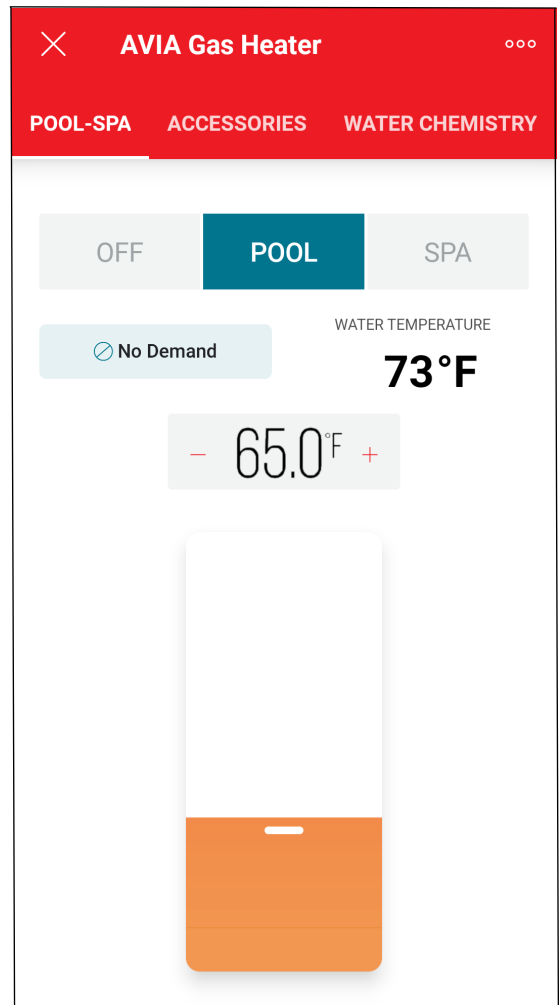 AVIA Gas Heater
POOL-SPA ACCESSORIES WATER CHEMISTRY
OFF POOL SPA
WATER TEMPERATURE
No Demand
73°F
− 65.0°F +